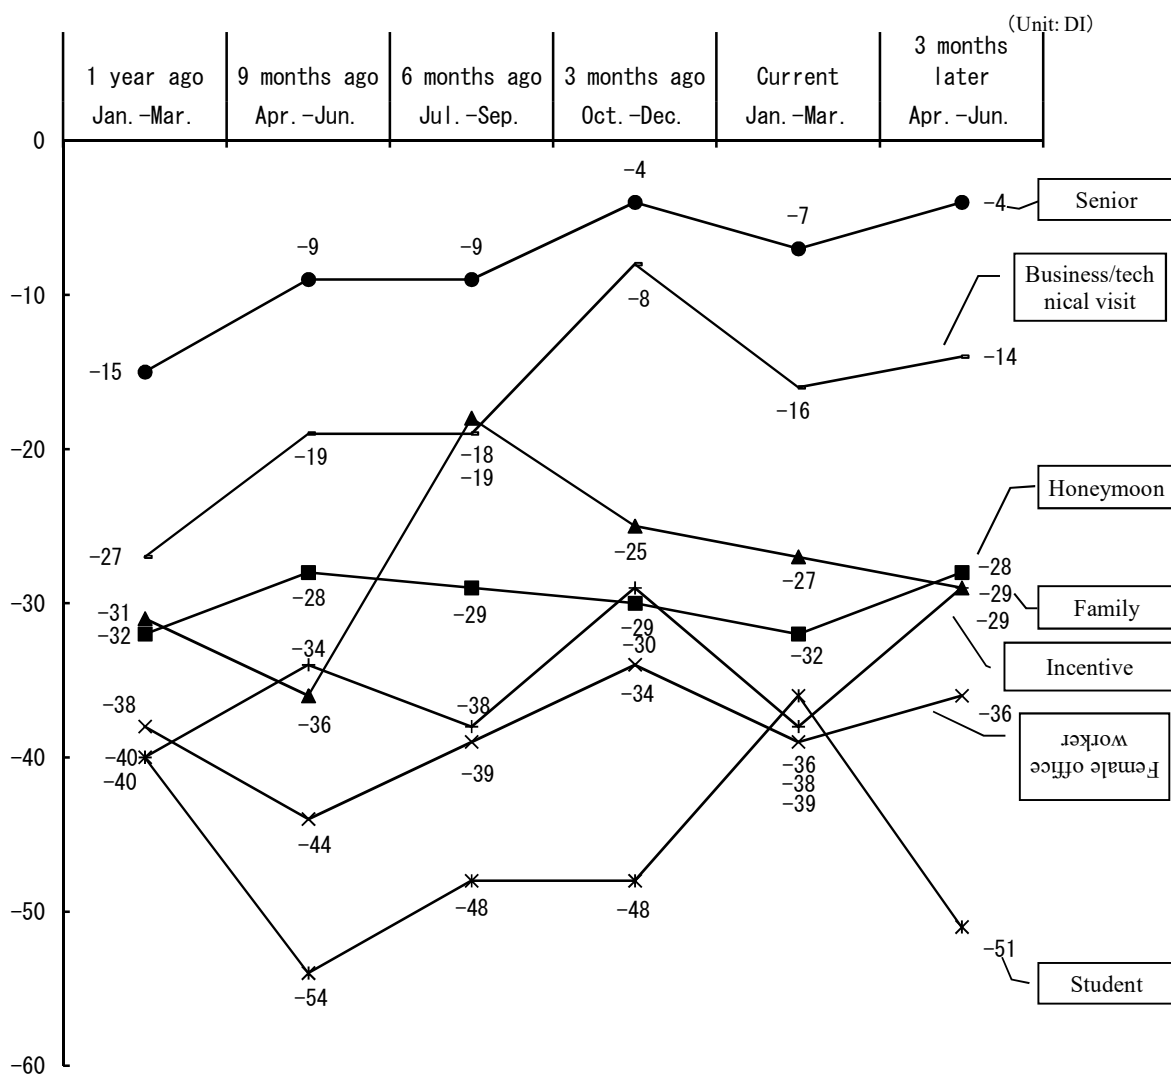 (Unit: DI)
1 year ago
Jan.-Mar.
9 months ago
Apr.-Jun.
6 months ago
Jul.-Sep.
3 months ago
Oct.-Dec.
Current
Jan.-Mar.
3 months
later
Apr.-Jun.
0
-10
-20
-30
-40
-50
-60
-15
-9
-9
-4
-7
-4
-27
-19
-19
-8
-16
-14
-31
-36
-18
-25
-27
-29
-32
-28
-29
-30
-32
-28
-40
-34
-38
-29
-38
-29
-38
-44
-39
-34
-39
-36
-40
-54
-48
-48
-36
-51
Senior
Business/tech
nical visit
Honeymoon
Family
Incentive
Female office
worker
Student